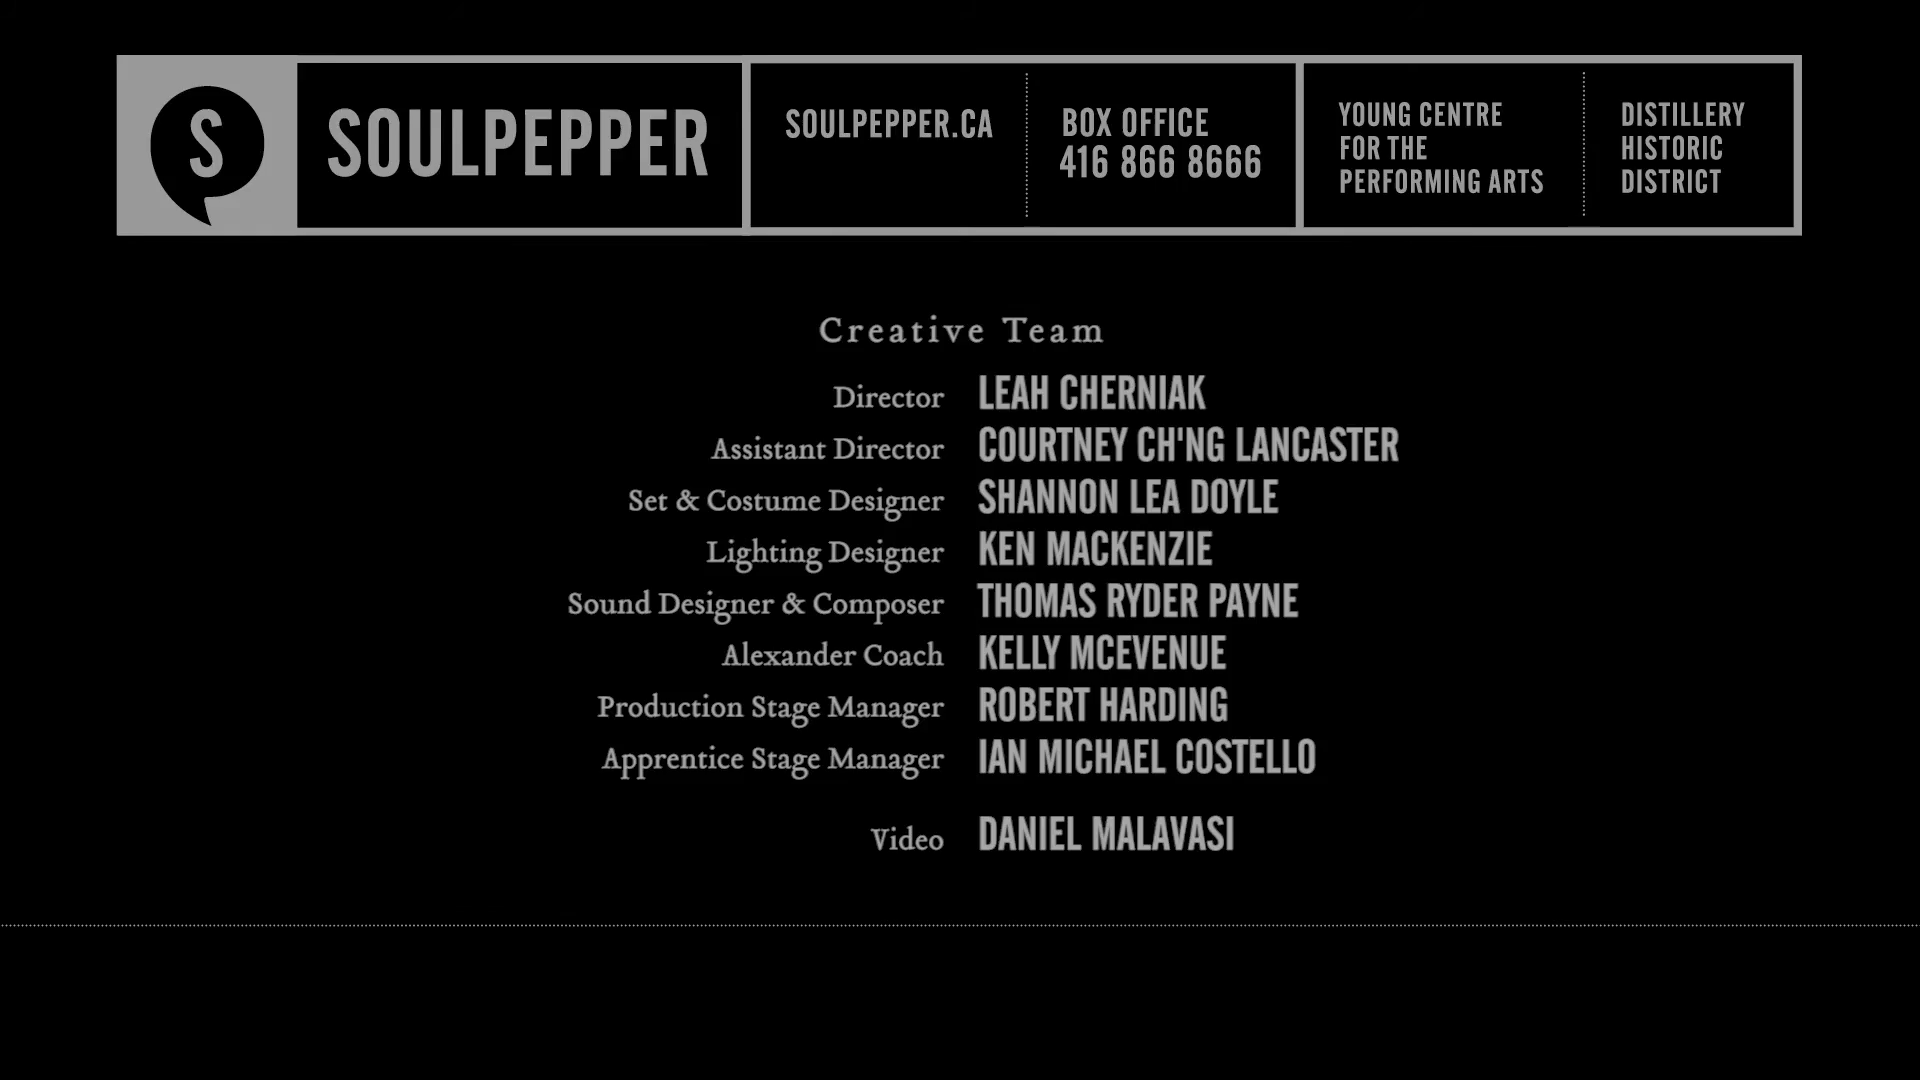 S
SOULPEPPER
SOULPEPPER.CA
BOX OFFICE
416 866 8666
YOUNG CENTRE
FOR THE
PERFORMING ARTS
DISTILLERY
HISTORIC
DISTRICT
Creative Team
Director LEAH CHERNIAK
Assistant Director COURTNEY CH'NG LANCASTER
Set & Costume Designer SHANNON LEA DOYLE
Lighting Designer KEN MACKENZIE
Sound Designer & Composer THOMAS RYDER PAYNE
Alexander Coach KELLY MCEVENUE
Production Stage Manager ROBERT HARDING
Apprentice Stage Manager IAN MICHAEL COSTELLO
Video DANIEL MALAVASI